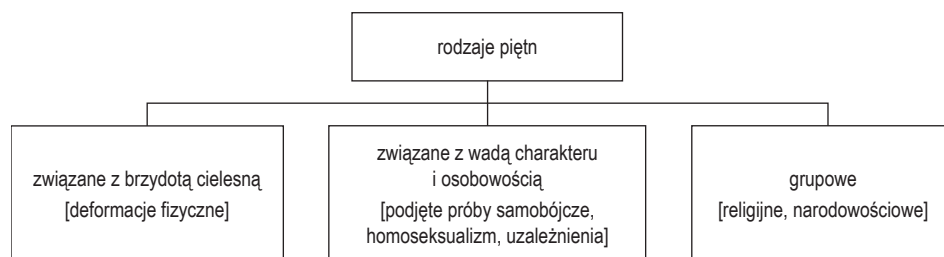 rodzaje piętn
związane z brzydotą cielesną
[deformacje fizyczne]
związane z wadą charakteru
i osobowością
[podjęte próby samobójcze,
homoseksualizm, uzależnienia]
grupowe
[religijne, narodowościowe]